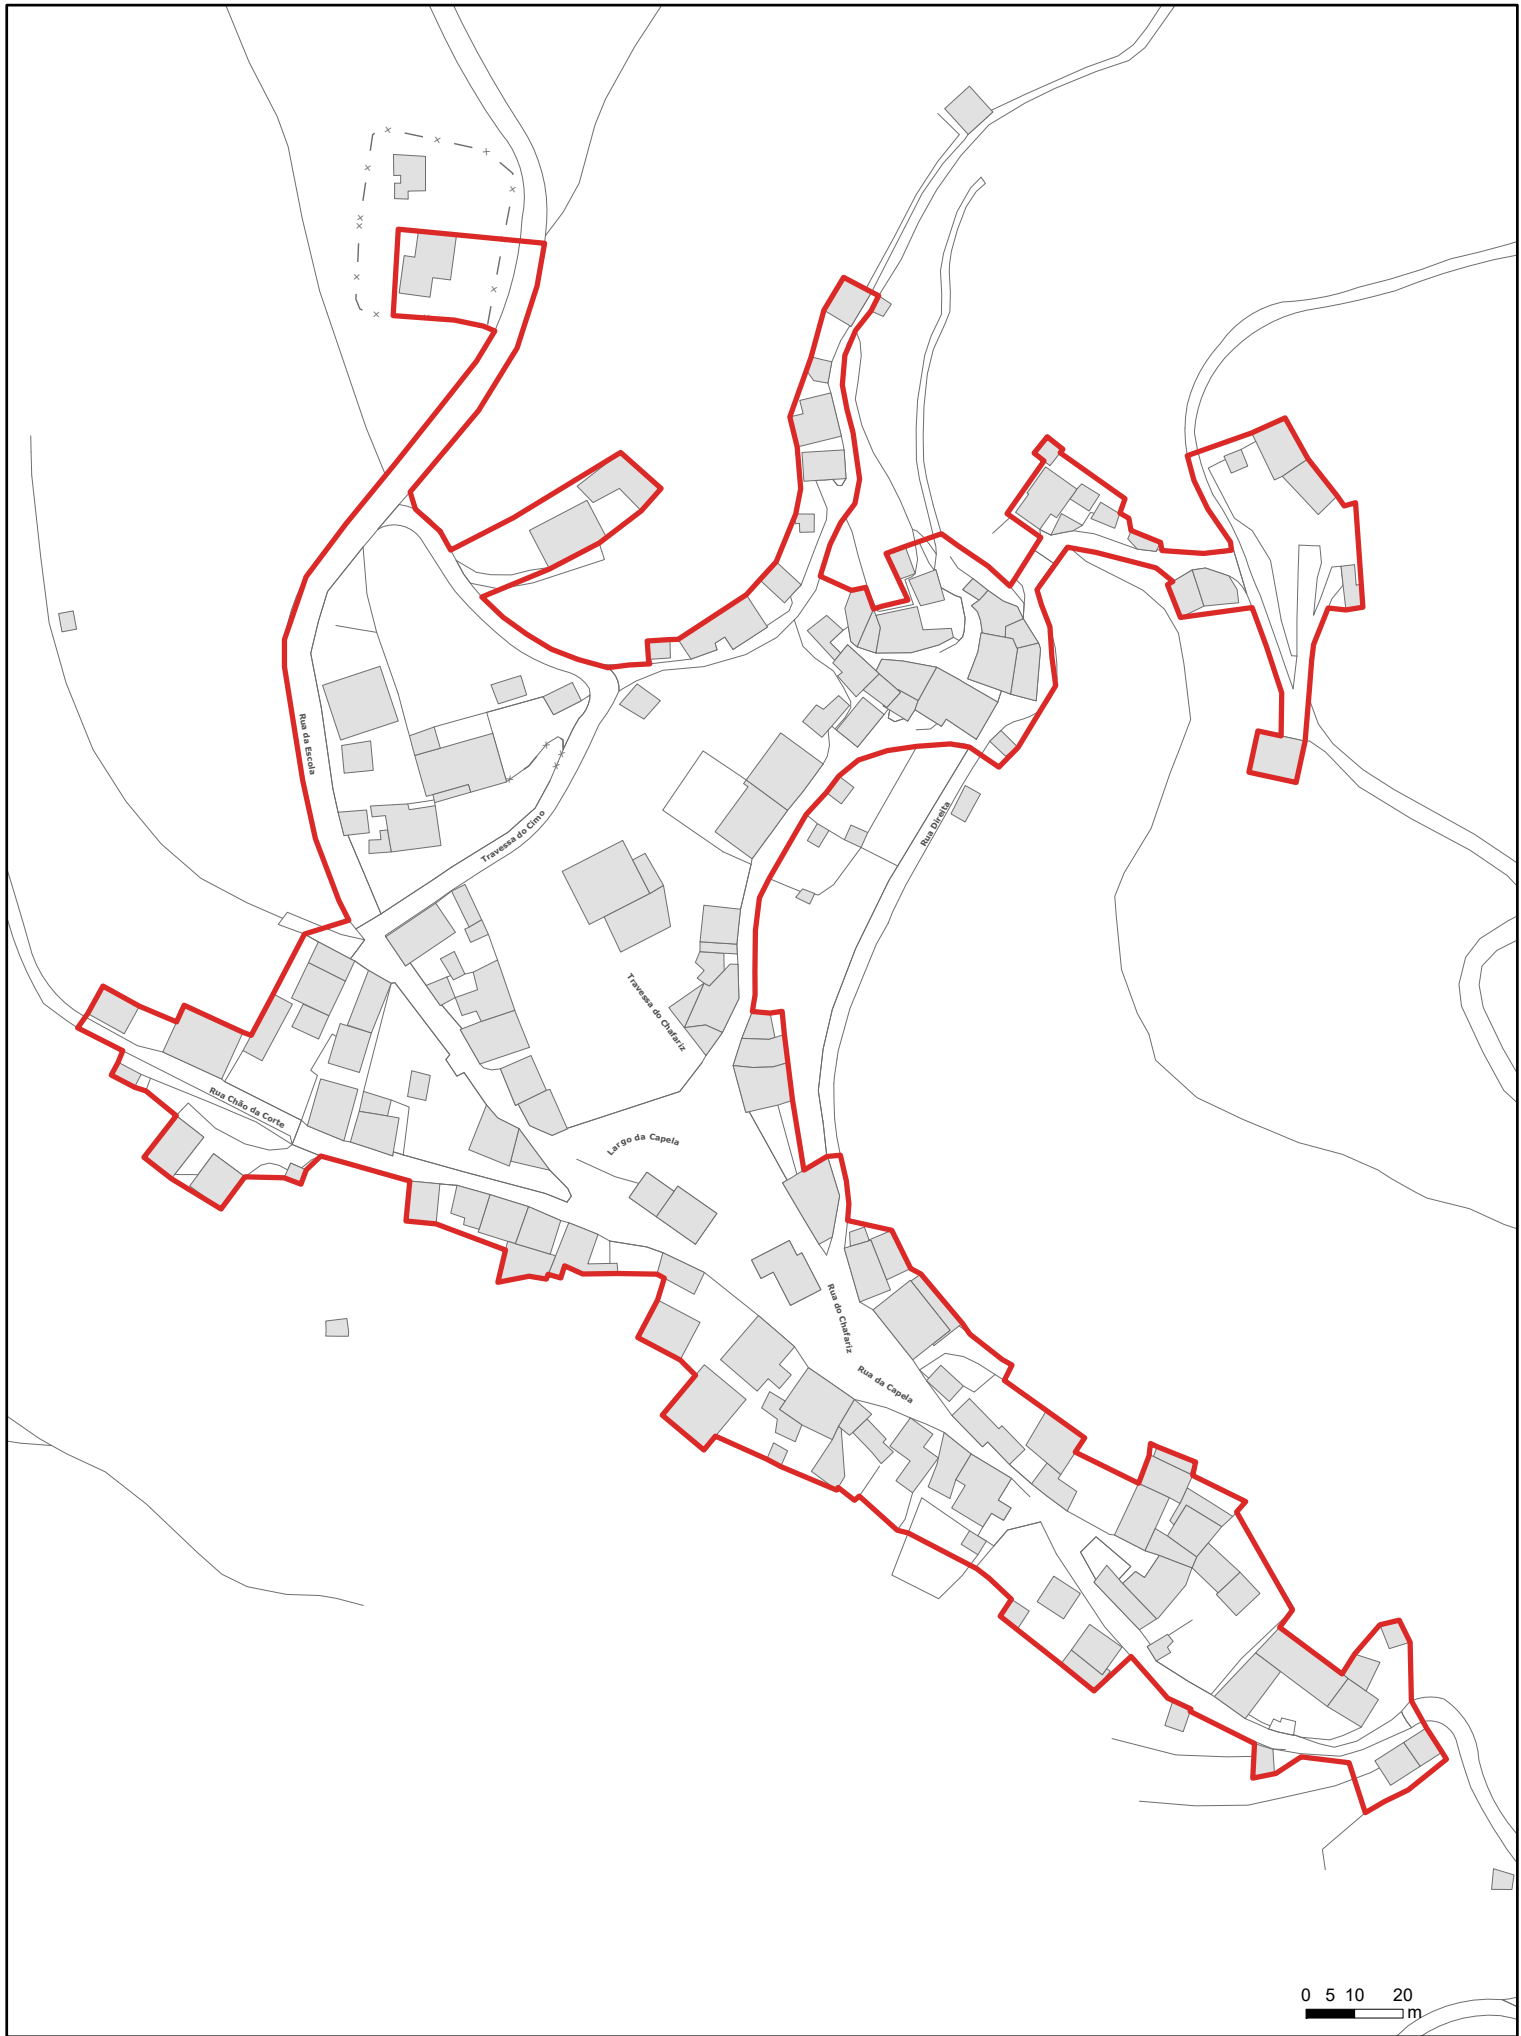 Rua da Escola
Travessa do Cimo
Rua Direita
Travessa do Chafariz
Rua Chão da Corte
Largo da Capela
Rua do Chafariz
Rua da Capela
0 5 10 20
m